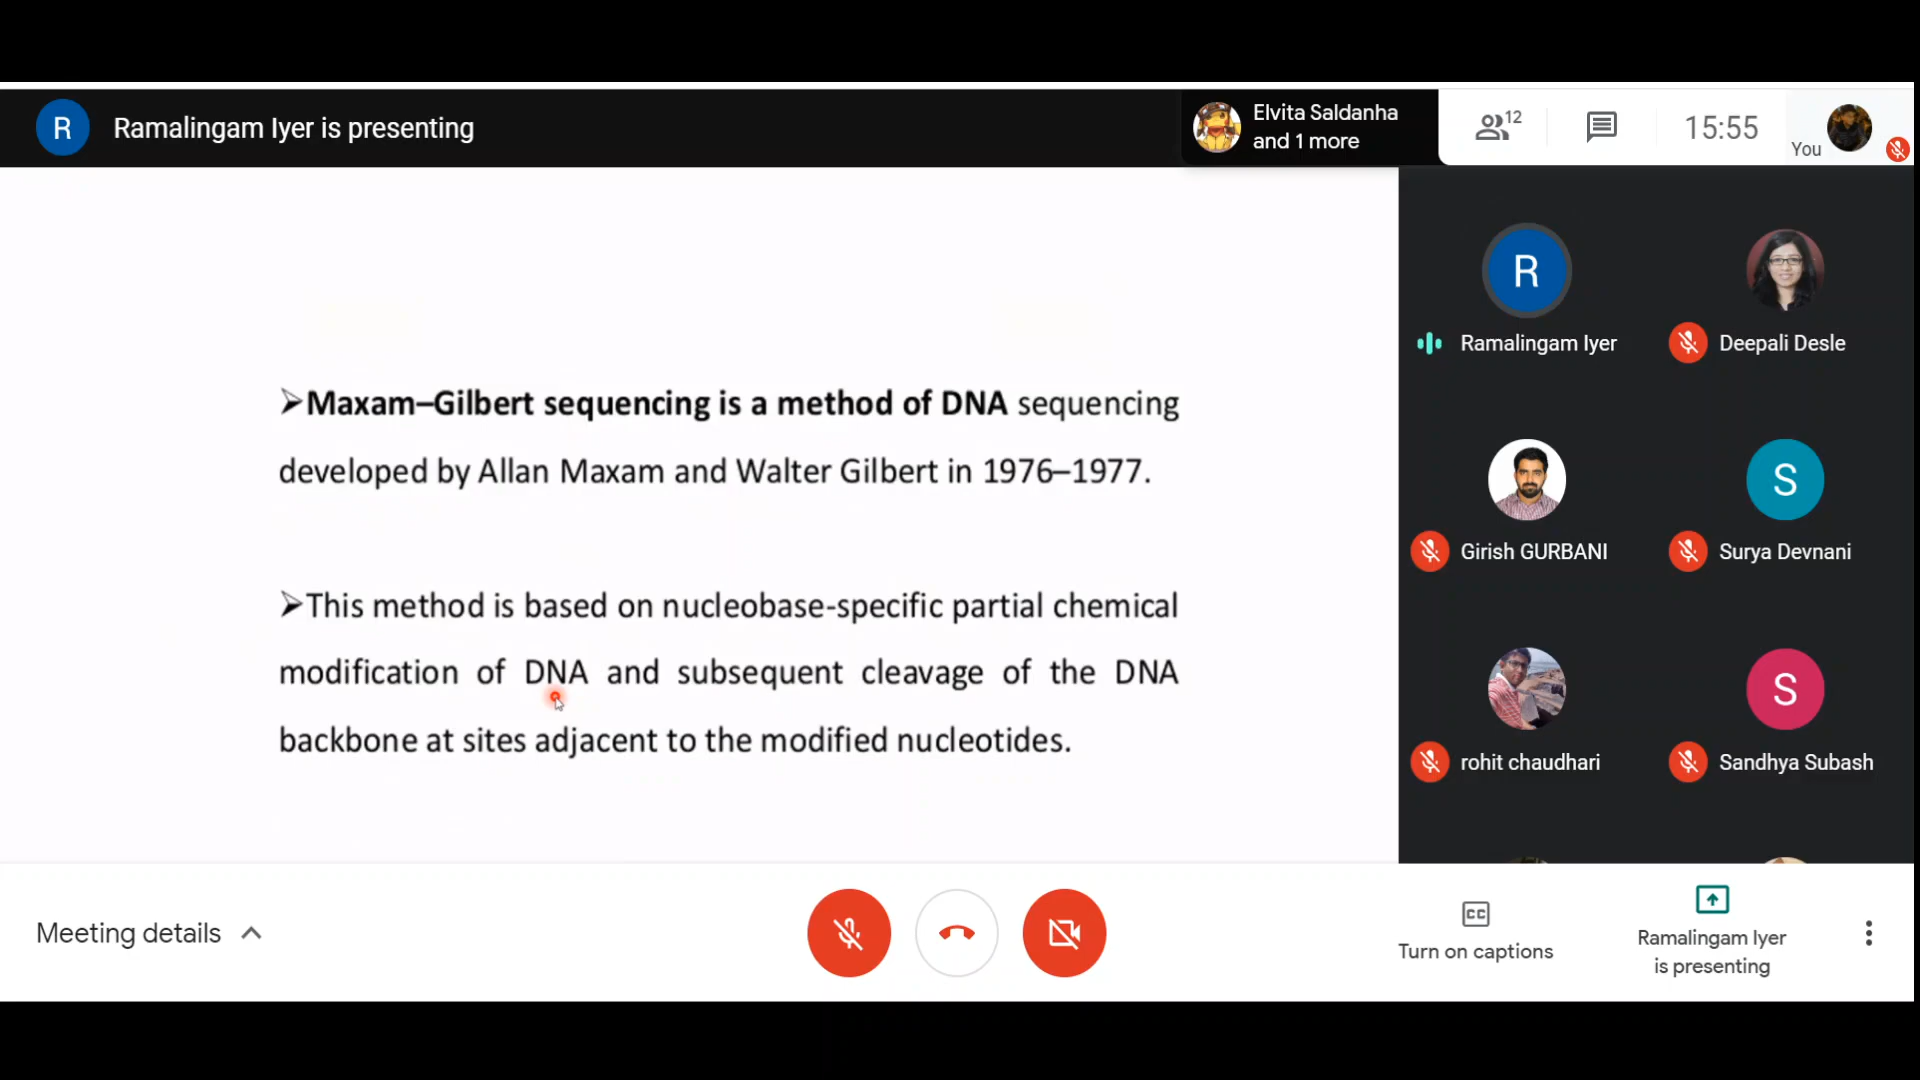 R Ramalingam Iyer is presenting
Elvita Saldanha
and 1 more
12
15:55
You
➢Maxam–Gilbert sequencing is a method of DNA sequencing
developed by Allan Maxam and Walter Gilbert in 1976–1977.
➢This method is based on nucleobase-specific partial chemical
modification of DNA and subsequent cleavage of the DNA
backbone at sites adjacent to the modified nucleotides.
R
Ramalingam Iyer
Deepali Desle
S
Girish GURBANI
Surya Devnani
S
rohit chaudhari
Sandhya Subash
Meeting details
CC
Turn on captions
Ramalingam Iyer
is presenting